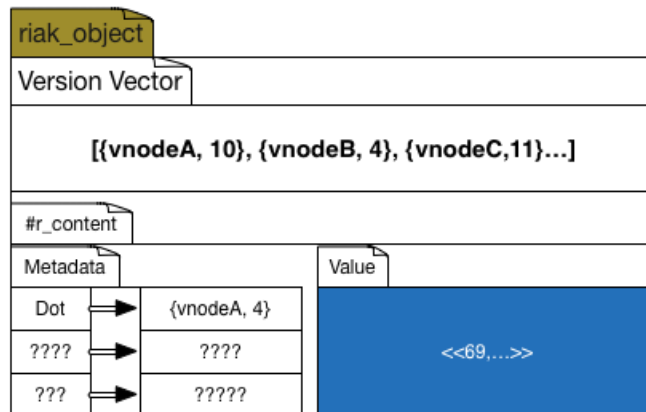 riak_object
Version Vector
[{vnodeA, 10}, {vnodeB, 4}, {vnodeC,11}...]
#r_content
Metadata
Value
Dot
{vnodeA, 4}
????
????
<<69,...>>
???
?????